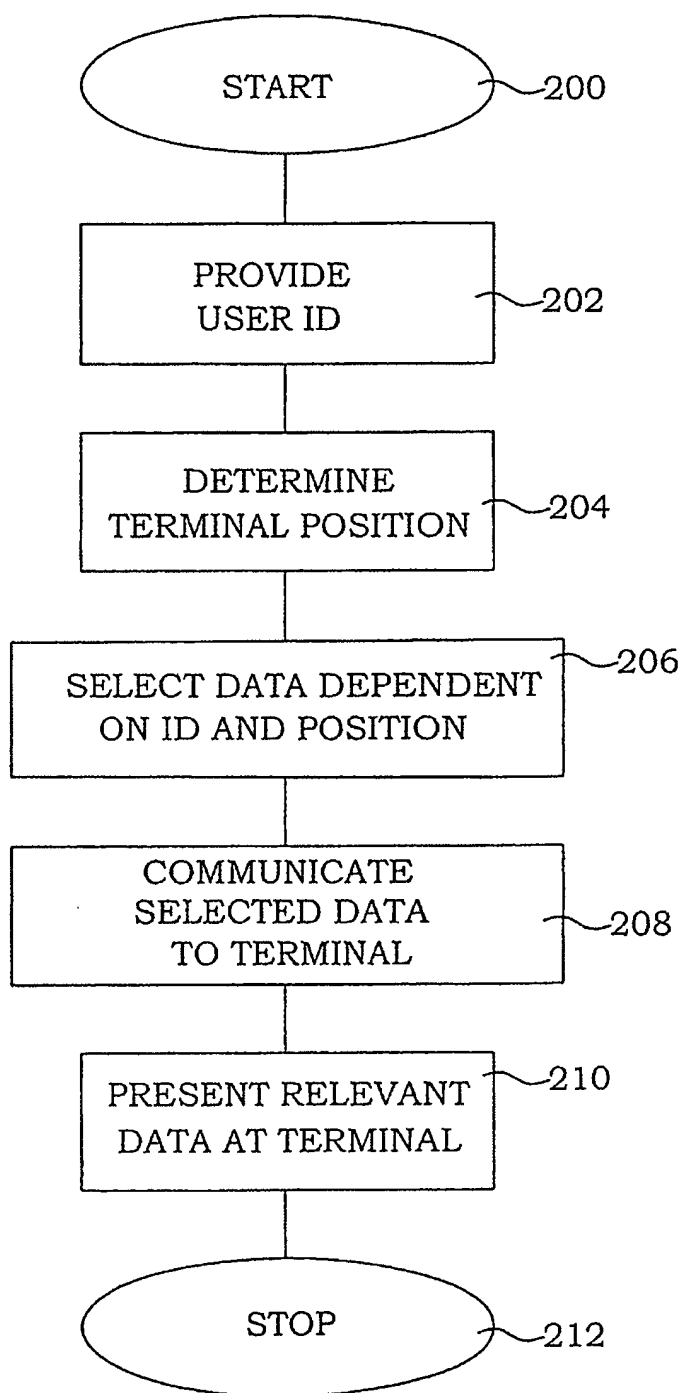 START
200
PROVIDE
USER ID
202
DETERMINE
TERMINAL POSITION
204
SELECT DATA DEPENDENT
ON ID AND POSITION
206
COMMUNICATE
SELECTED DATA
TO TERMINAL
208
PRESENT RELEVANT
DATA AT TERMINAL
210
STOP
212